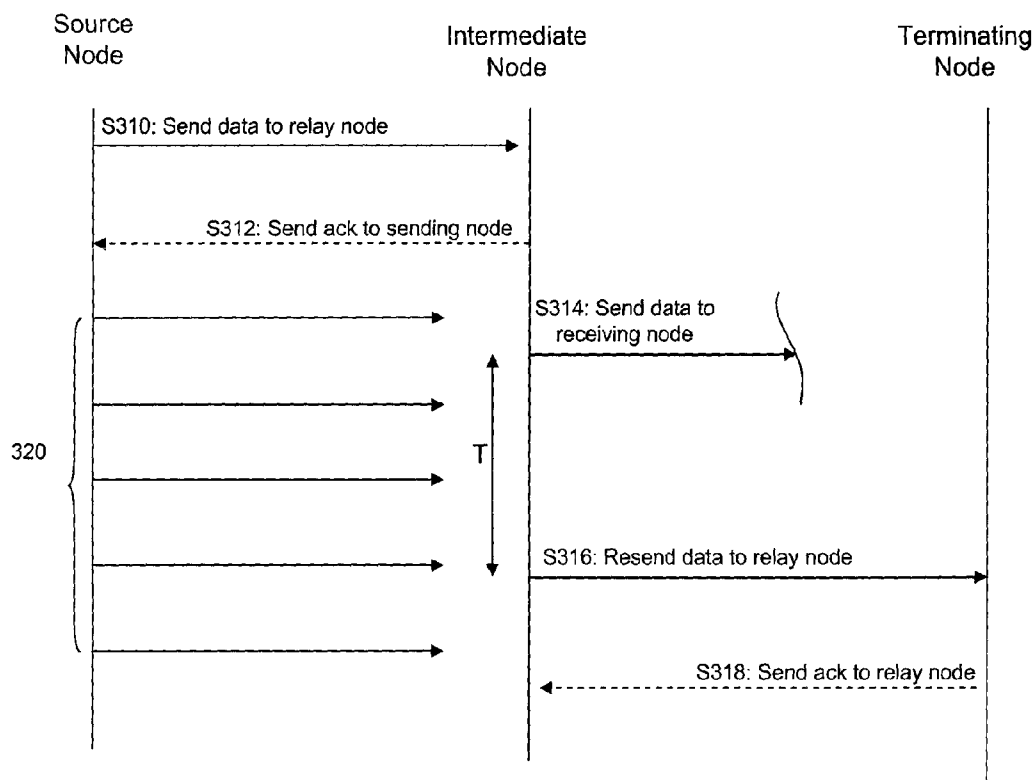 Source
Node
Intermediate
Node
Terminating
Node
S310: Send data to relay node
S312: Send ack to sending node
S314: Send data to
receiving node
320
T
S316: Resend data to relay node
S318: Send ack to relay node